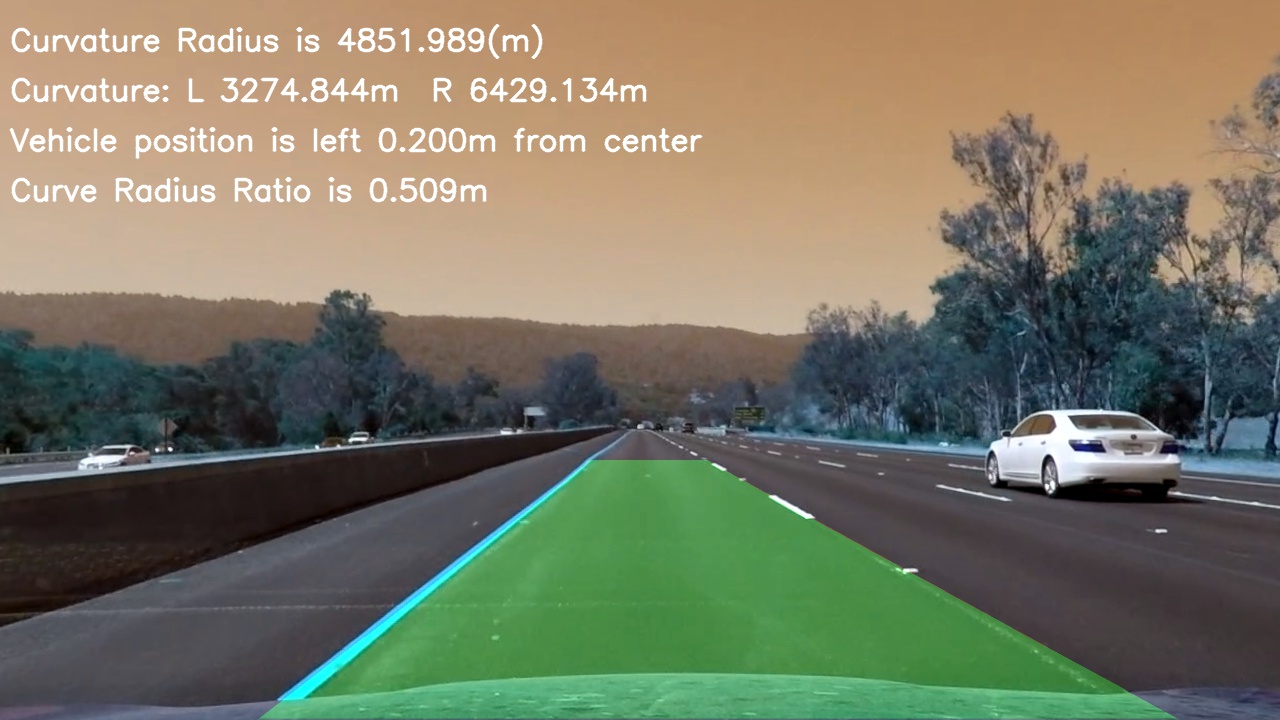 Curvature Radius is 4851.989(m)
Curvature: L 3274.844m R 6429.134m
Vehicle position is left 0.200m from center
Curve Radius Ratio is 0.509m